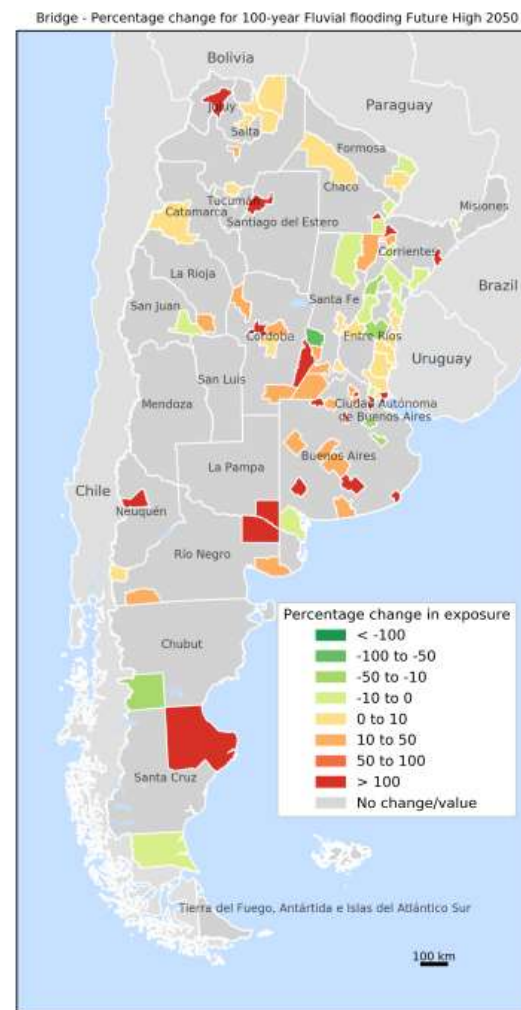 Bridge - Percentage change for 100-year Fluvial flooding Future High 2050
Bolivia
Paraguay
Jujuy
Salta
Formosa
Chaco
Tucumán
Misiones
Catamarca
Santiago del Estero
Corrientes
La Rioja
Brazil
Santa Fe
San Juan
Córdoba
Entre Ríos
Uruguay
San Luis
Mendoza
Ciudad Autónoma
de Buenos Aires
Buenos Aires
La Pampa
Chile
Neuquén
Río Negro
Chubut
Santa Cruz
Percentage change in exposure
< -100
-100 to -50
-50 to -10
-10 to 0
0 to 10
10 to 50
50 to 100
> 100
No change/value
Tierra del Fuego, Antártida e Islas del Atlántico Sur
100 km